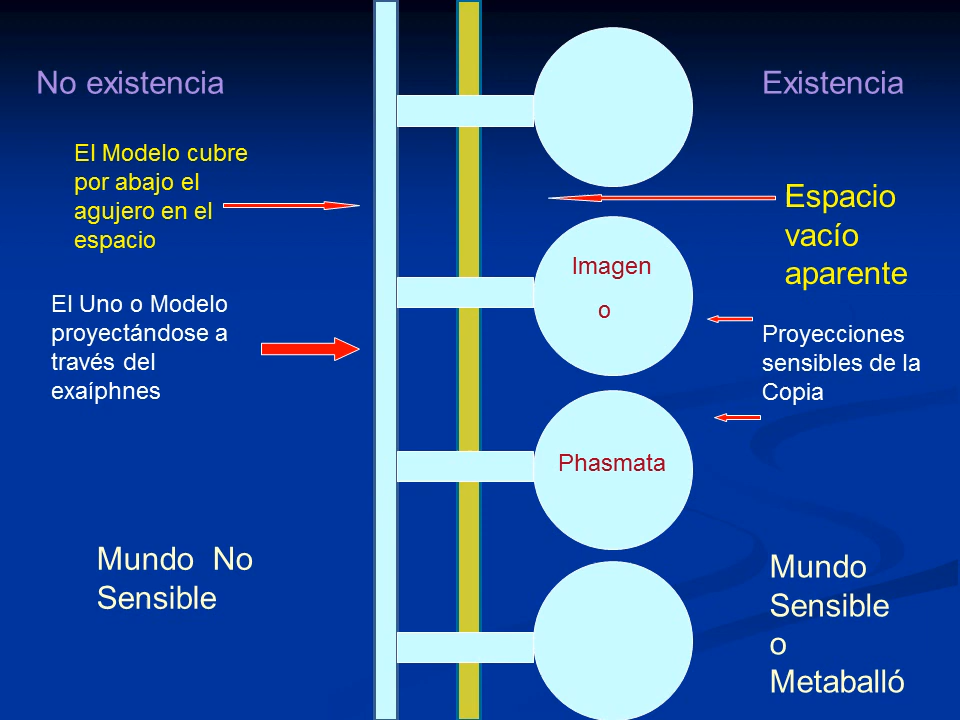 No existencia
Existencia
El Modelo cubre
por abajo el
agujero en el
espacio
Espacio
vacío
aparente
Imagen
o
El Uno o Modelo
proyectándose a
través del
exaíphnes
Proyecciones
sensibles de la
Copia
Phasmata
Mundo  No
Sensible
Mundo
Sensible
o
Metaballó